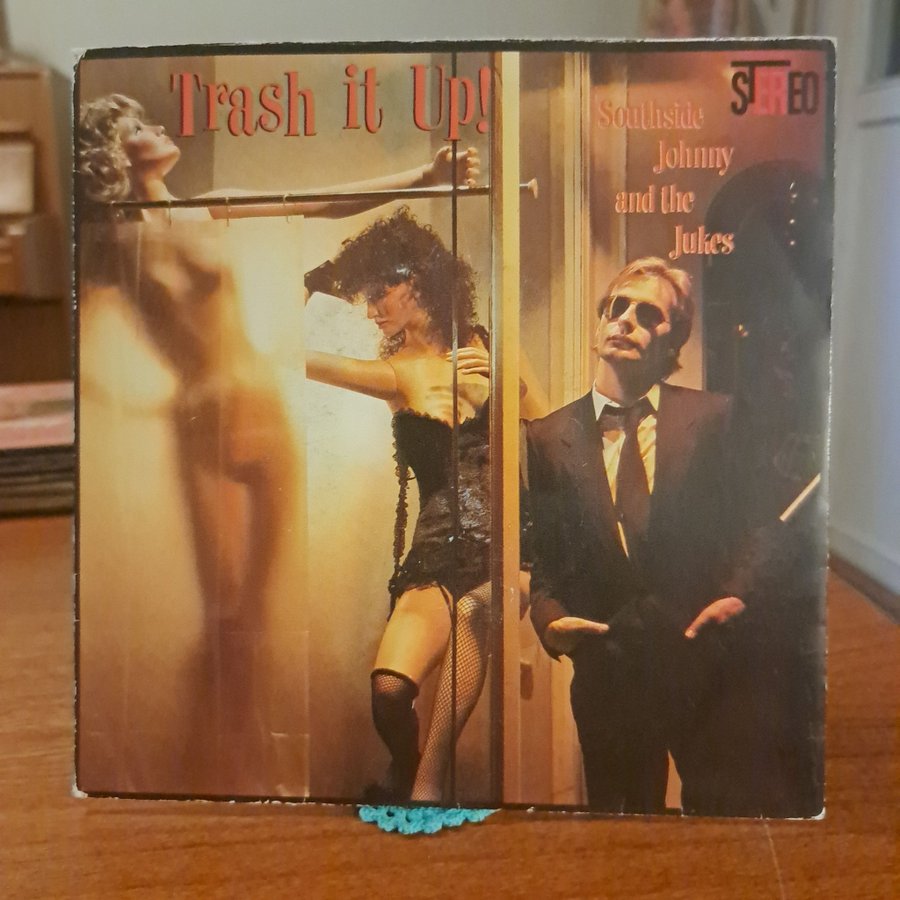 Trash it Up!
STEREO
Southside
Johnny
and the
Jukes